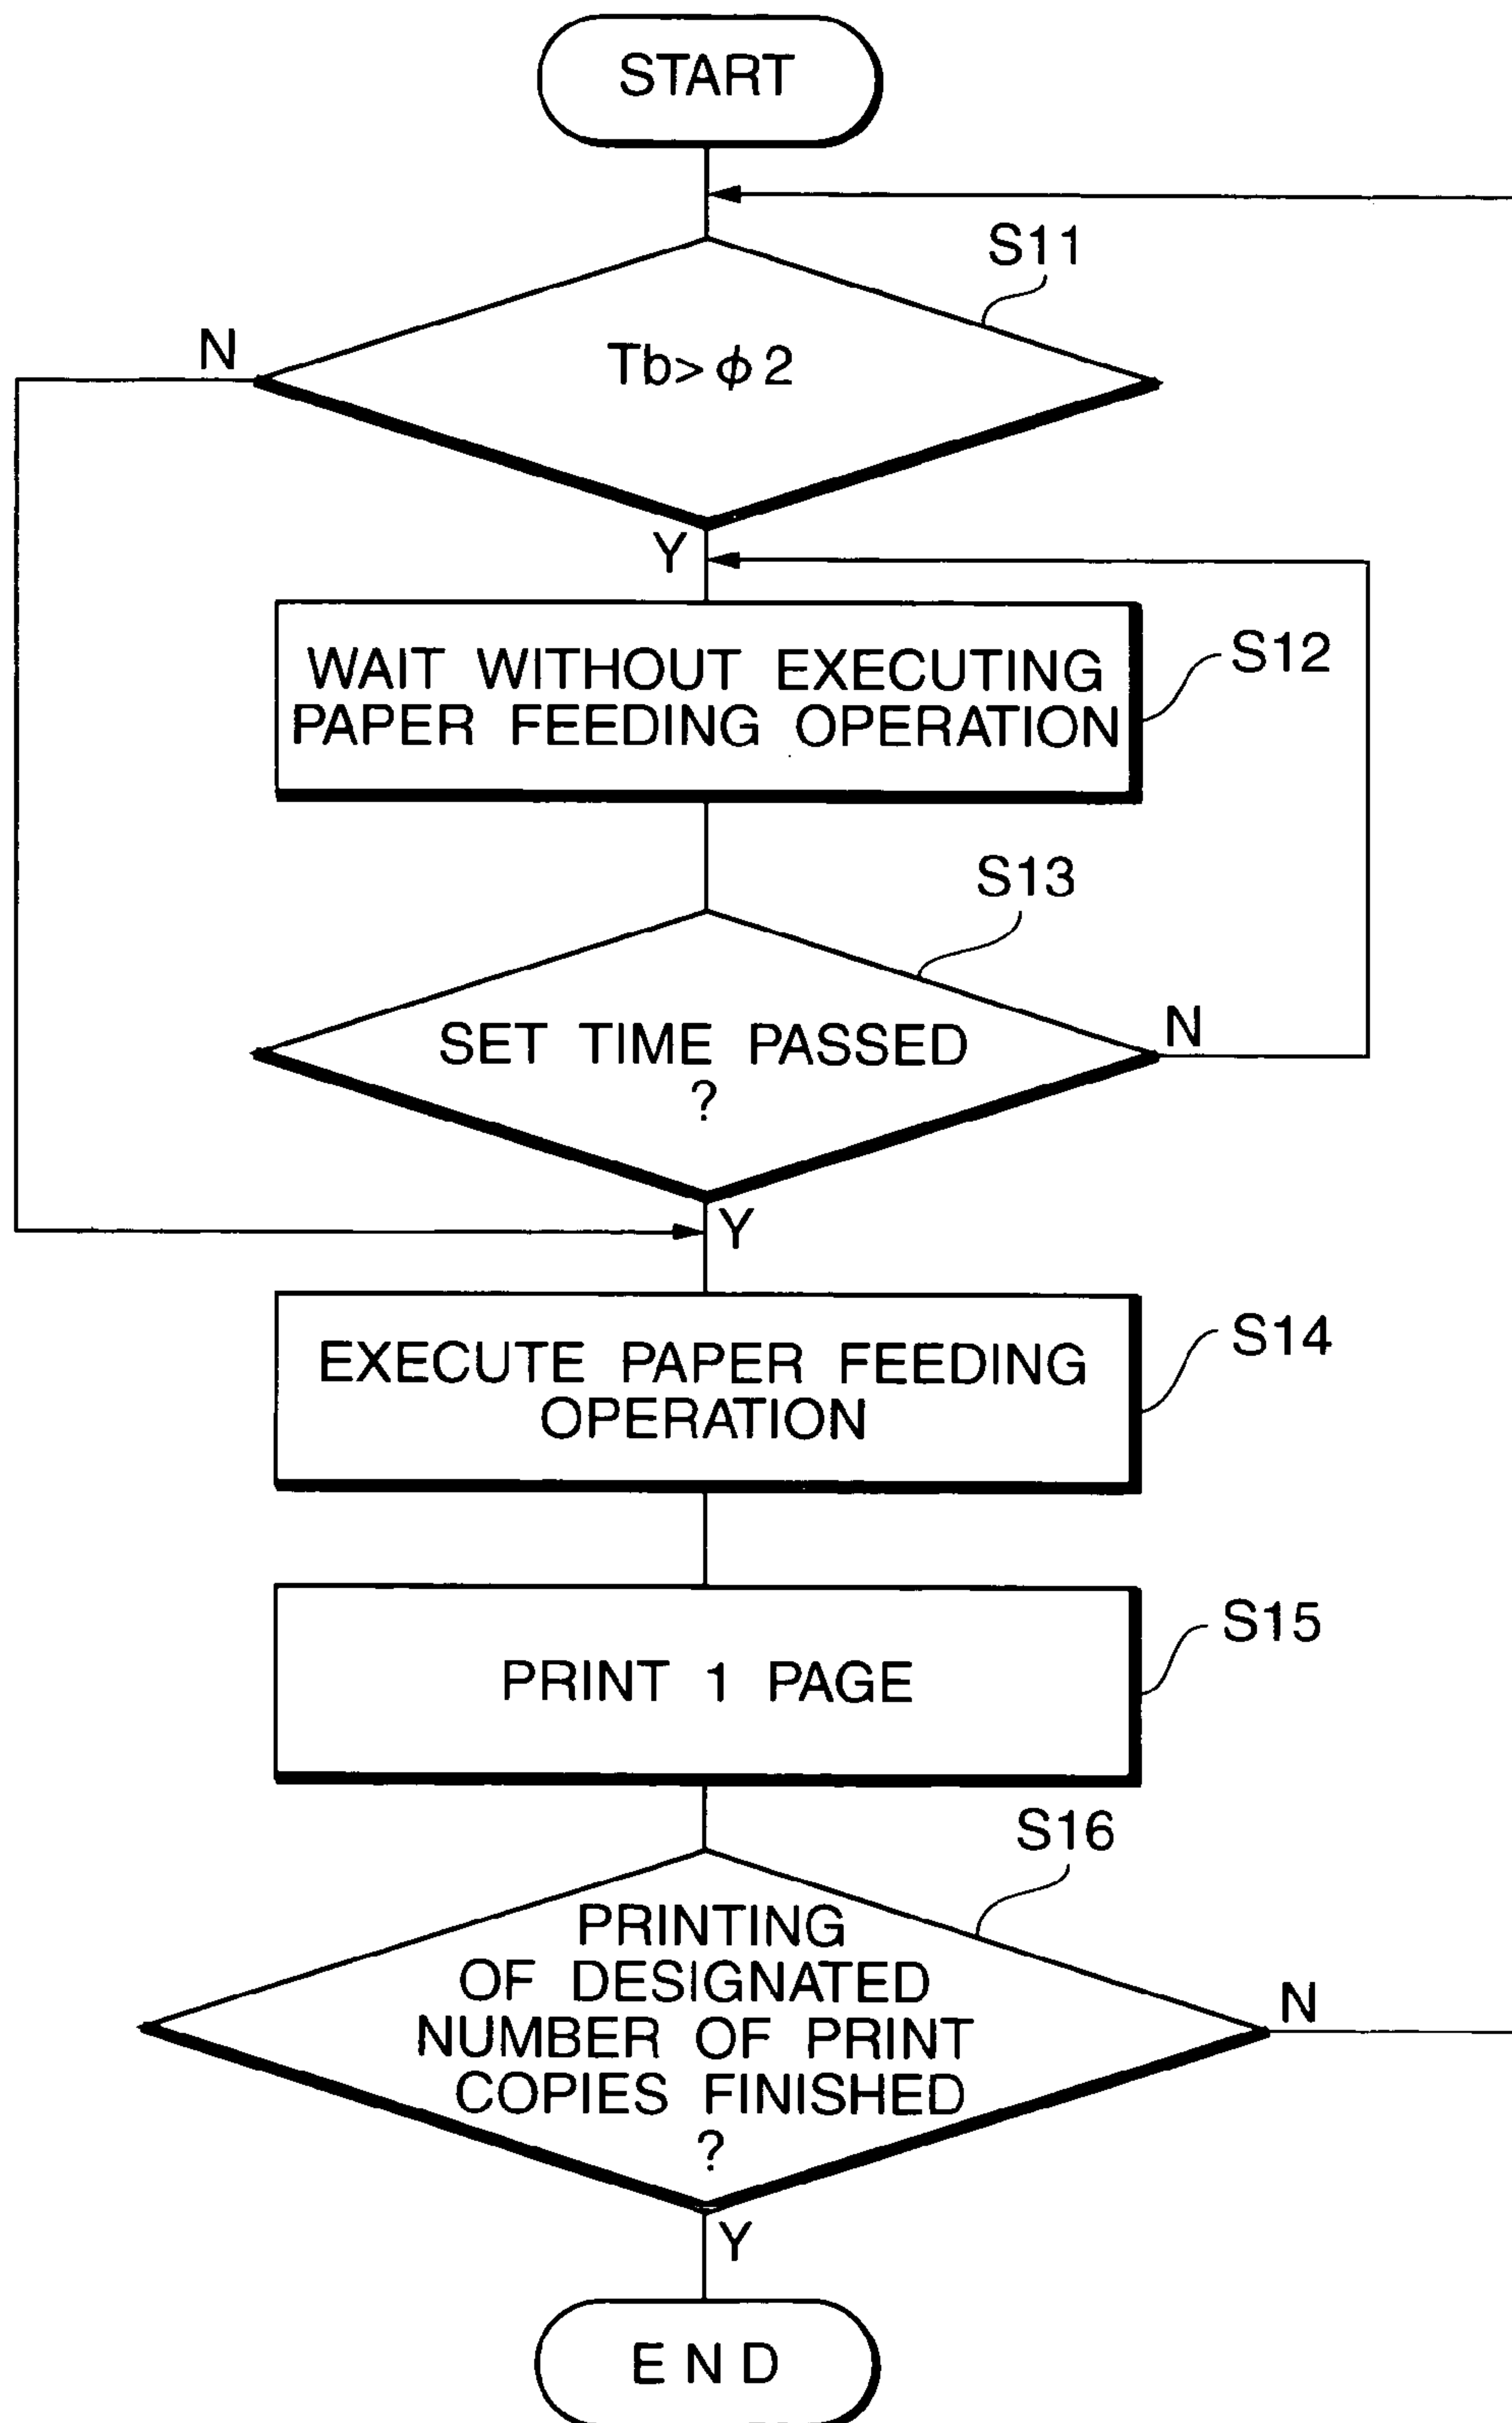 START
S11
N
Tb>ϕ2
Y
S12
WAIT WITHOUT EXECUTING
PAPER FEEDING OPERATION
S13
SET TIME PASSED
?
N
Y
S14
EXECUTE PAPER FEEDING
OPERATION
S15
PRINT 1 PAGE
S16
PRINTING
OF DESIGNATED
NUMBER OF PRINT
COPIES FINISHED
?
N
Y
END